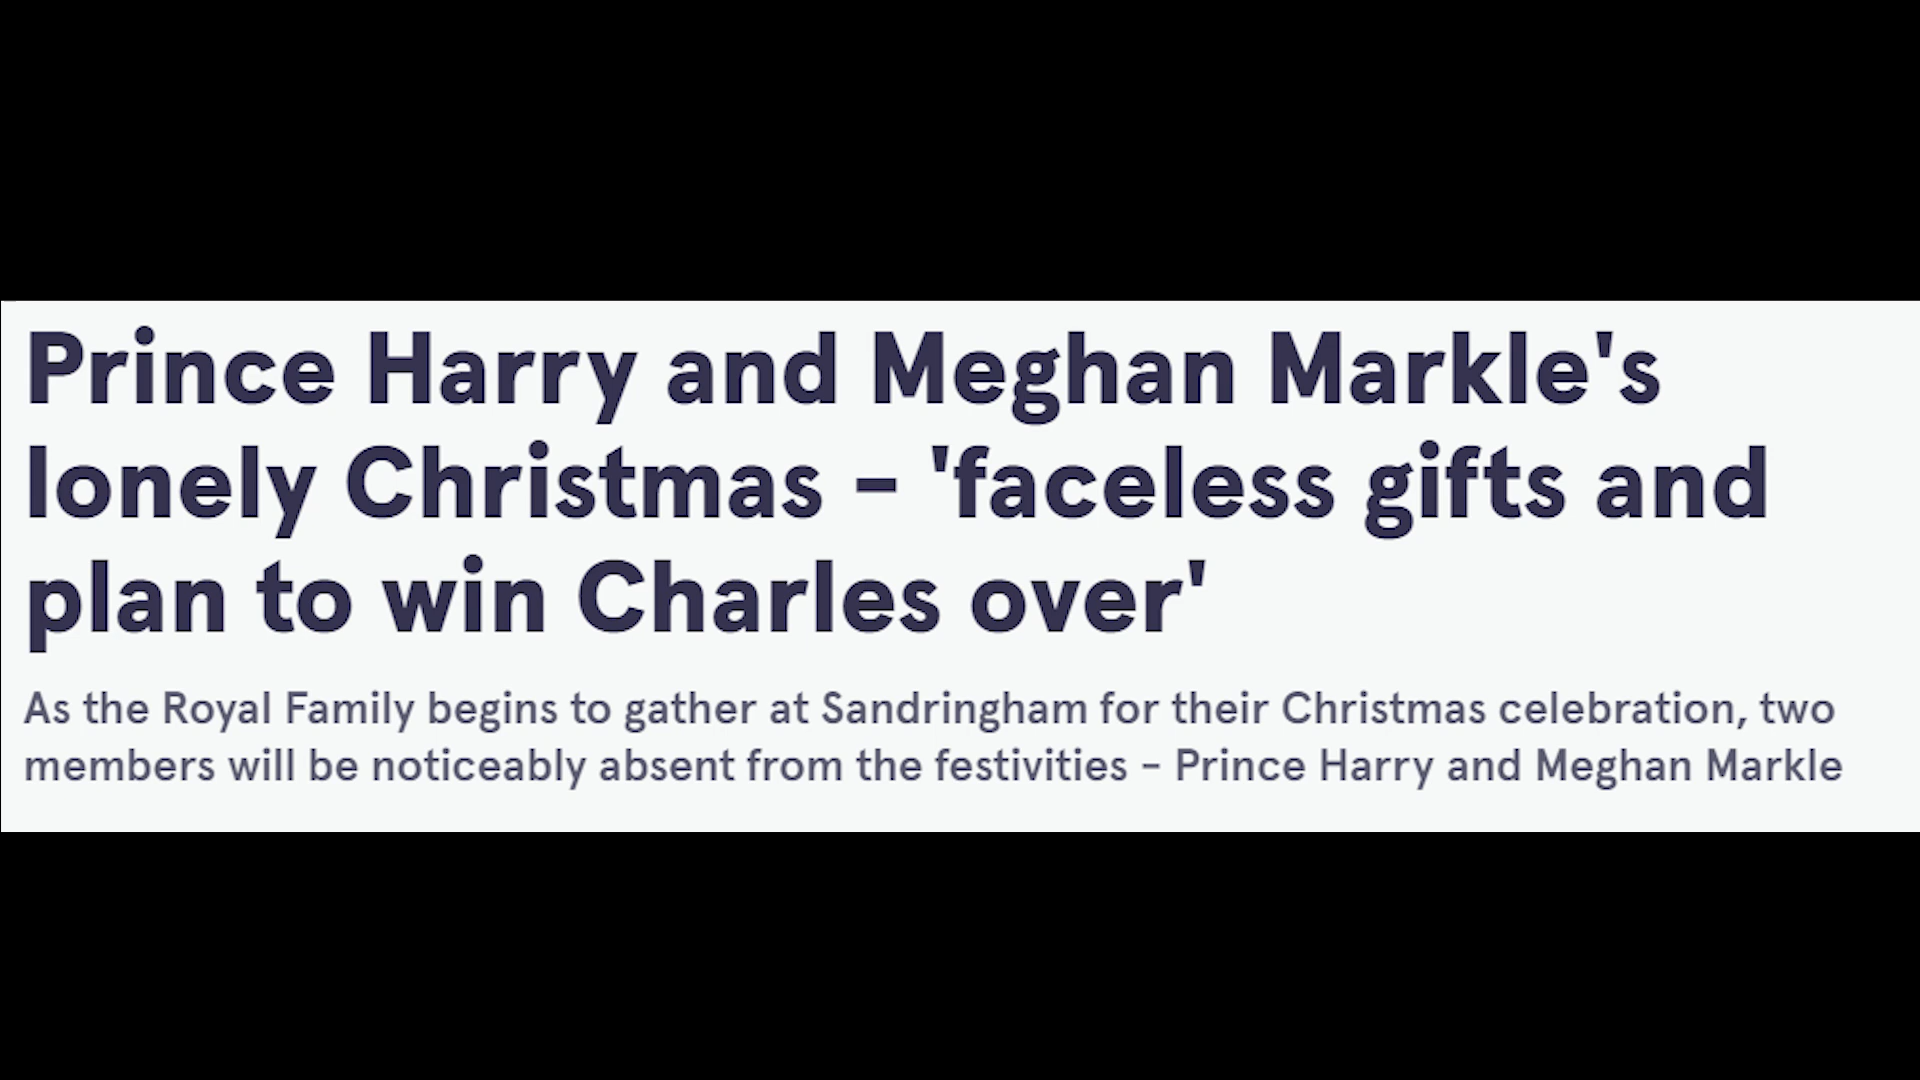 Prince Harry and Meghan Markle's
lonely Christmas - 'faceless gifts and
plan to win Charles over'
As the Royal Family begins to gather at Sandringham for their Christmas celebration, two
members will be noticeably absent from the festivities - Prince Harry and Meghan Markle